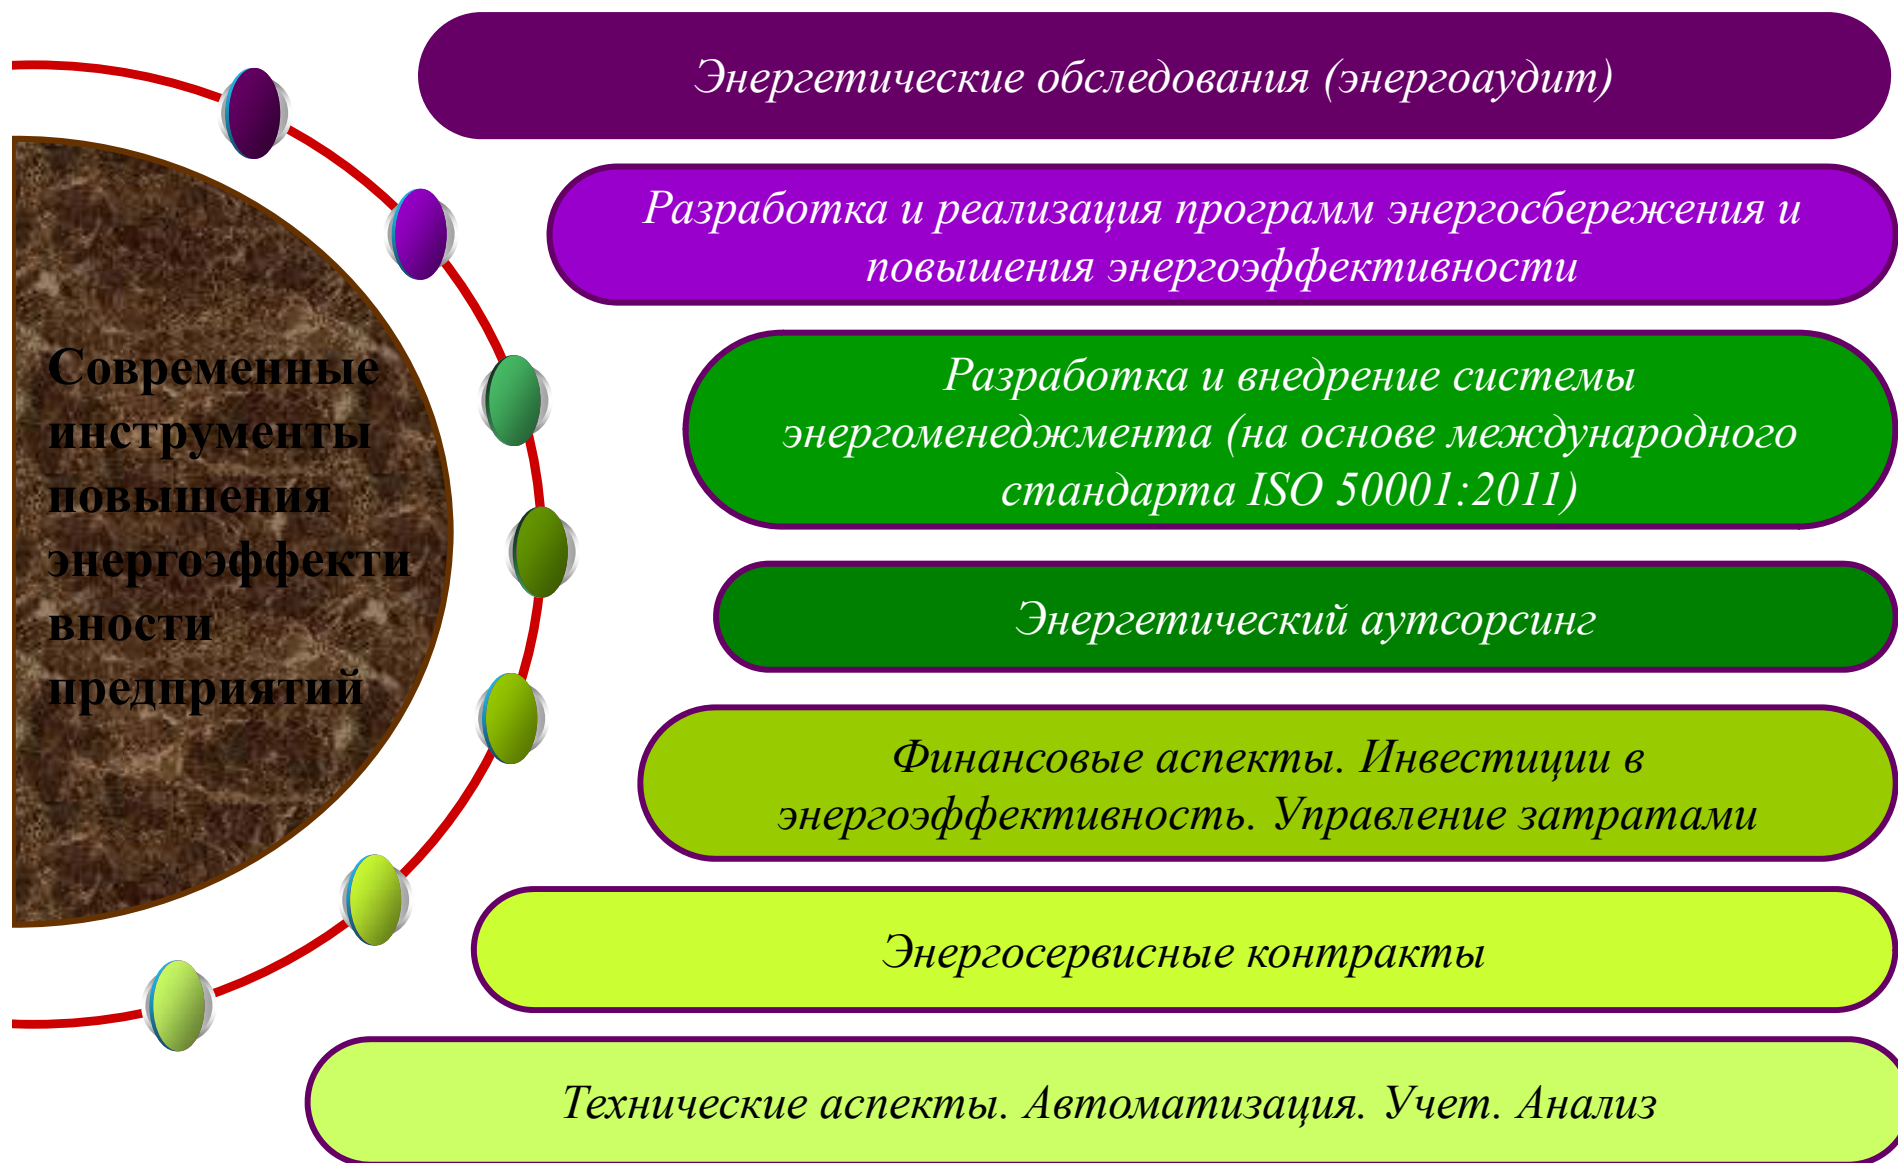 Современные
инструменты
повышения
энергоэффекти
вности
предприятий
Энергетические обследования (энергоаудит)
Разработка и реализация программ энергосбережения и
повышения энергоэффективности
Разработка и внедрение системы
энергоменеджмента (на основе международного
стандарта ISO 50001:2011)
Энергетический аутсорсинг
Финансовые аспекты. Инвестиции в
энергоэффективность. Управление затратами
Энергосервисные контракты
Технические аспекты. Автоматизация. Учет. Анализ